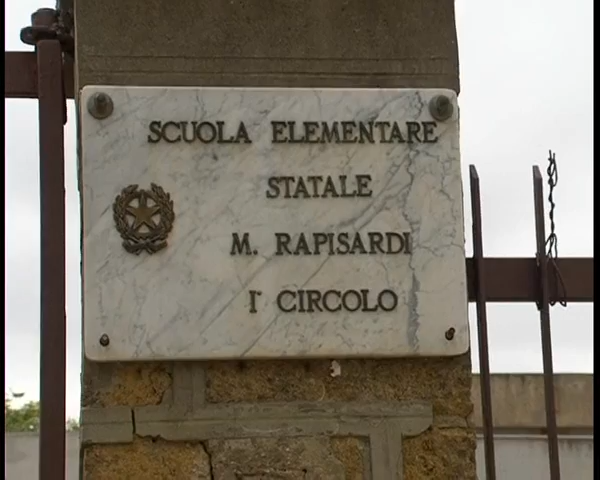 SCUOLA ELEMENTARE
STATALE
M. RAPISARDI
I° CIRCOLO